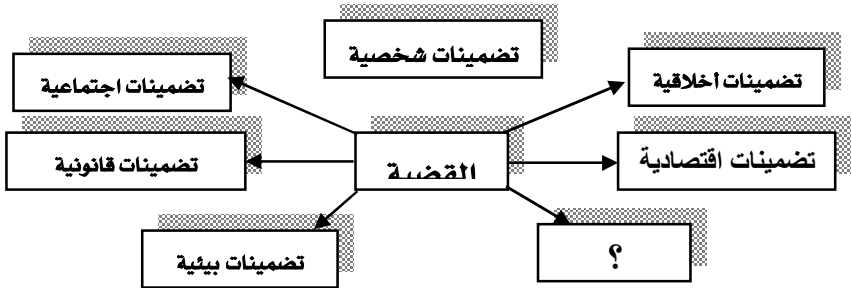 تضمينات شخصية
تضمينات أخلاقية
تضمينات اجتماعية
تضمينات اقتصادية
القضية
تضمينات قانونية
؟
تضمينات بيئية